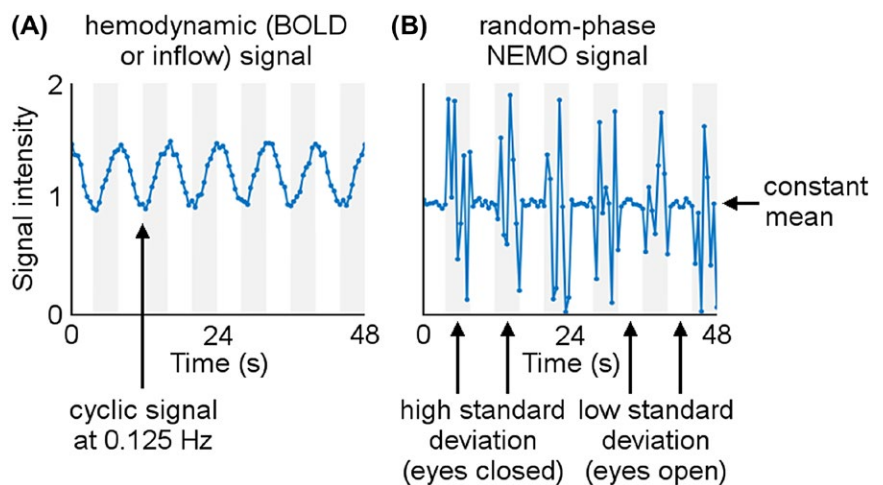 (A) hemodynamic (BOLD
or inflow) signal
2
1
0
Signal intensity
0 24 48
Time (s)
cyclic signal
at 0.125 Hz
(B) random-phase
NEMO signal
constant
mean
0 24 48
Time (s)
high standard
deviation
(eyes closed)
low standard
deviation
(eyes open)